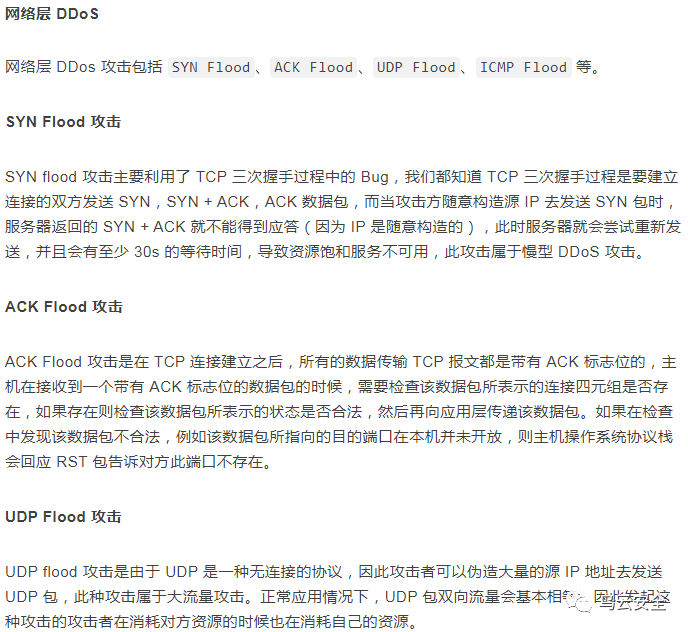 网络层 DDoS
网络层 DDos 攻击包括 SYN Flood、ACK Flood、UDP Flood、ICMP Flood 等。
SYN Flood 攻击
SYN flood 攻击主要利用了 TCP 三次握手过程中的 Bug，我们都知道 TCP 三次握手过程是要建立
连接的双方发送 SYN，SYN + ACK，ACK 数据包，而当攻击方随意构造源 IP 去发送 SYN 包时，
服务器返回的 SYN + ACK 就不能得到应答（因为 IP 是随意构造的），此时服务器就会尝试重新发
送，并且会有至少 30s 的等待时间，导致资源饱和服务不可用，此攻击属于慢型 DDoS 攻击。
ACK Flood 攻击
ACK Flood 攻击是在 TCP 连接建立之后，所有的数据传输 TCP 报文都是带有 ACK 标志位的，主
机在接收到一个带有 ACK 标志位的数据包的时候，需要检查该数据包所表示的连接四元组是否存
在，如果存在则检查该数据包所表示的状态是否合法，然后再向应用层传递该数据包。如果在检查
中发现该数据包不合法，例如该数据包所指向的目的端口在本机并未开放，则主机操作系统协议栈
会回应 RST 包告诉对方此端口不存在。
UDP Flood 攻击
UDP flood 攻击是由于 UDP 是一种无连接的协议，因此攻击者可以伪造大量的源 IP 地址去发送
UDP 包，此种攻击属于大流量攻击。正常应用情况下，UDP 包双向流量会基本相等，因此发起这
种攻击的攻击者在消耗对方资源的时候也在消耗自己的资源。
乌云安全